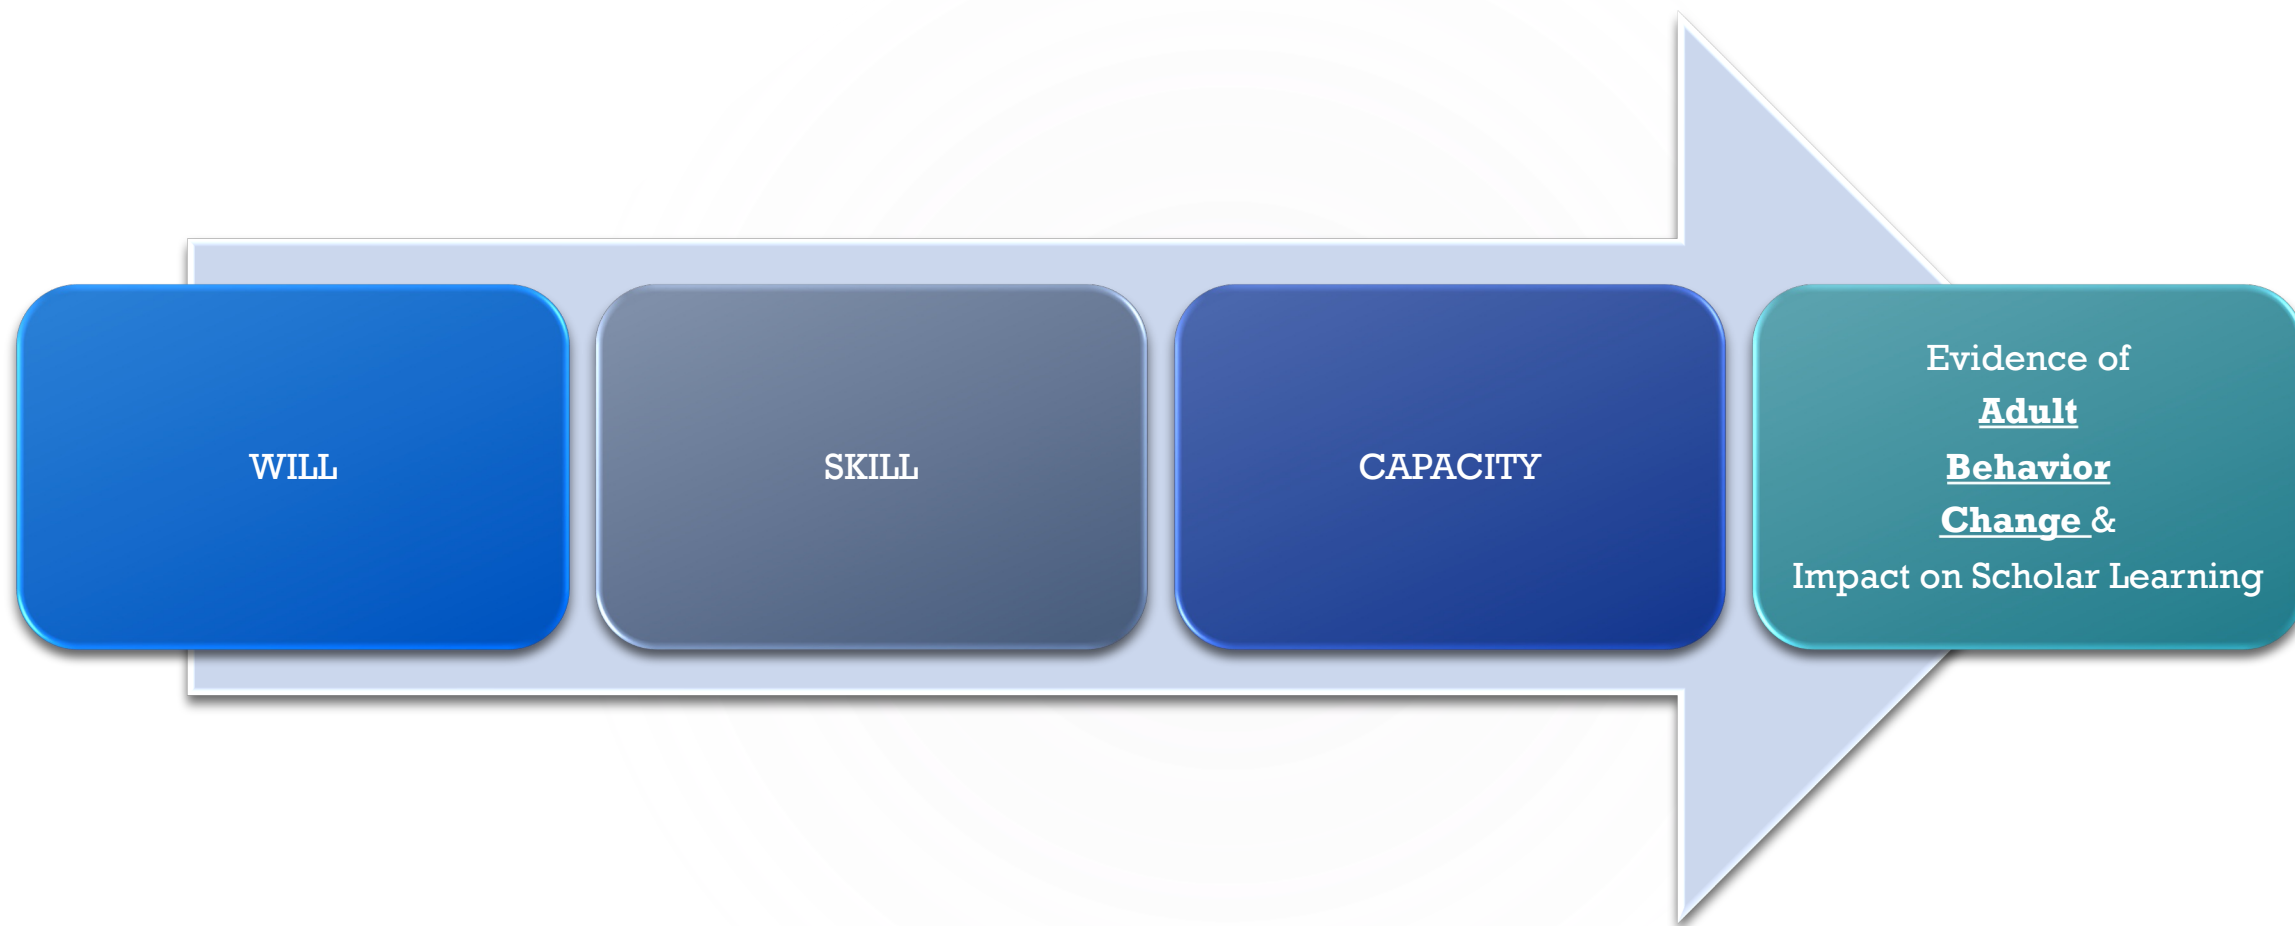 WILL
SKILL
CAPACITY
Evidence of
Adult
Behavior
Change &
Impact on Scholar Learning